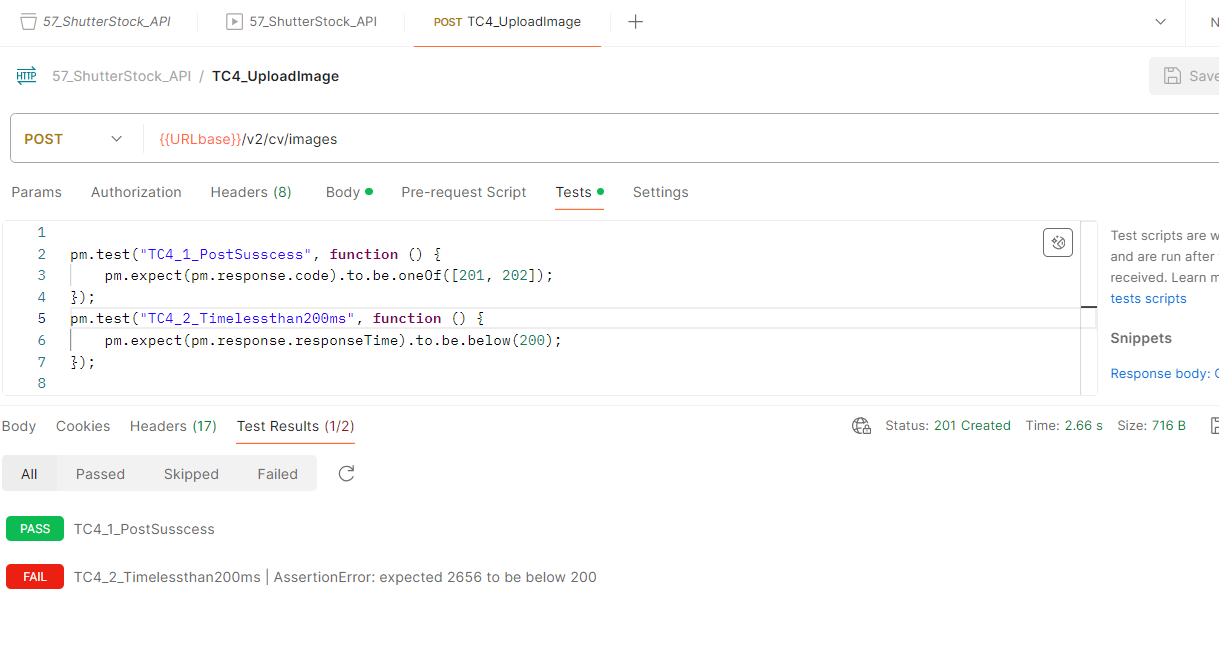 57_ShutterStock_API 57_ShutterStock_API POST TC4_UploadImage N
HTTP 57_ShutterStock_API / TC4_UploadImage Save
POST {{URLbase}}/v2/cv/images
Params Authorization Headers (8) Body Pre-request Script Tests Settings
1
2 pm.test("TC4_1_PostSusscess", function () {
3 pm.expect(pm.response.code).to.be.oneOf([201, 202]);
4 });
5 pm.test("TC4_2_Timelessthan200ms", function () {
6 pm.expect(pm.response.responseTime).to.be.below(200);
7 });
8
Test scripts are w
and are run after
received. Learn m
tests scripts
Snippets
Response body: C
Body Cookies Headers (17) Test Results (1/2) Status: 201 Created Time: 2.66 s Size: 716 B
All Passed Skipped Failed
PASS TC4_1_PostSusscess
FAIL TC4_2_Timelessthan200ms | AssertionError: expected 2656 to be below 200